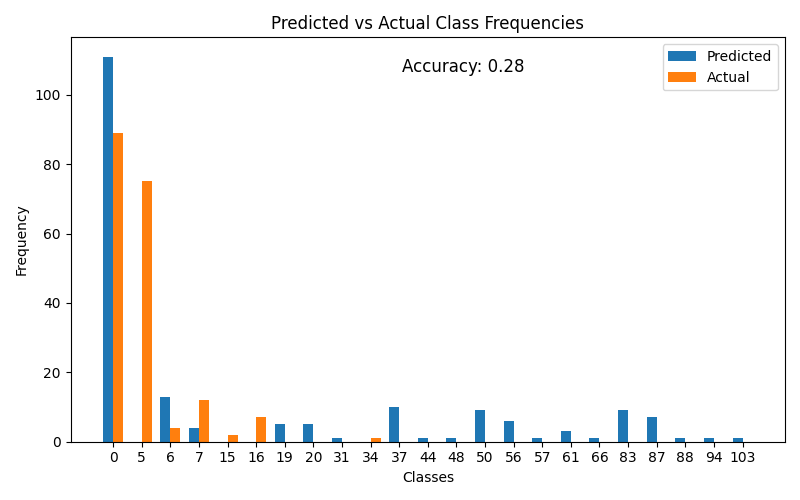 Predicted vs Actual Class Frequencies
Accuracy: 0.28
Predicted
Actual
100
80
60
40
20
0
Frequency
0 5 6 7 15 16 19 20 31 34 37 44 48 50 56 57 61 66 83 87 88 94 103
Classes